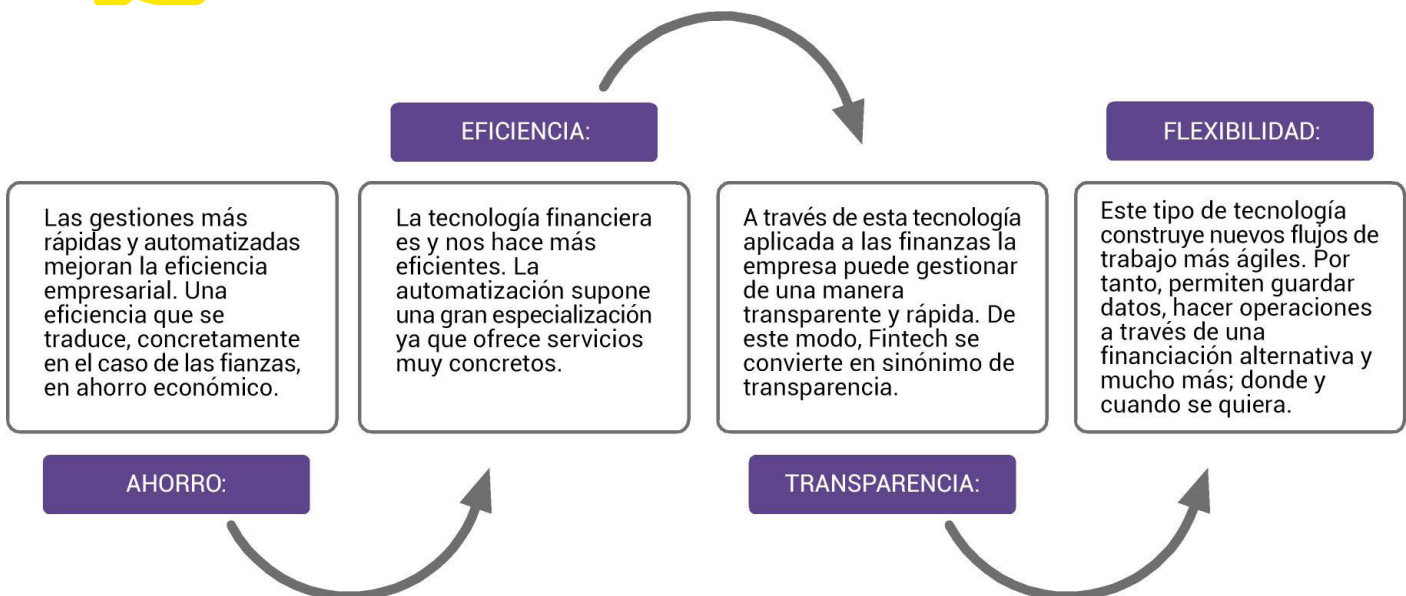 AHORRO:
Las gestiones más
rápidas y automatizadas
mejoran la eficiencia
empresarial. Una
eficiencia que se
traduce, concretamente
en el caso de las fianzas,
en ahorro económico.
EFICIENCIA:
La tecnología financiera
es y nos hace más
eficientes. La
automatización supone
una gran especialización
ya que ofrece servicios
muy concretos.
TRANSPARENCIA:
A través de esta tecnología
aplicada a las finanzas la
empresa puede gestionar
de una manera
transparente y rápida. De
este modo, Fintech se
convierte en sinónimo de
transparencia.
FLEXIBILIDAD:
Este tipo de tecnología
construye nuevos flujos de
trabajo más ágiles. Por
tanto, permiten guardar
datos, hacer operaciones
a través de una
financiación alternativa y
mucho más; donde y
cuando se quiera.